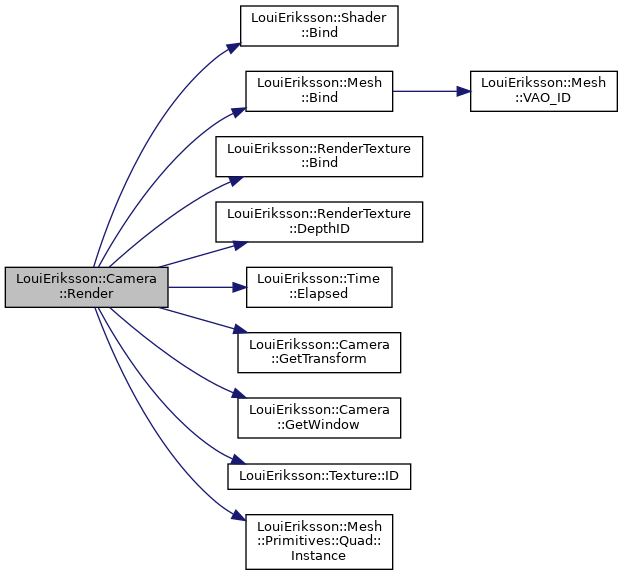 LouiEriksson::Shader
::Bind
LouiEriksson::Mesh
::Bind
LouiEriksson::Mesh
::VAO_ID
LouiEriksson::RenderTexture
::Bind
LouiEriksson::RenderTexture
::DepthID
LouiEriksson::Camera
::Render
LouiEriksson::Time
::Elapsed
LouiEriksson::Camera
::GetTransform
LouiEriksson::Camera
::GetWindow
LouiEriksson::Texture::ID
LouiEriksson::Mesh
::Primitives::Quad::
Instance